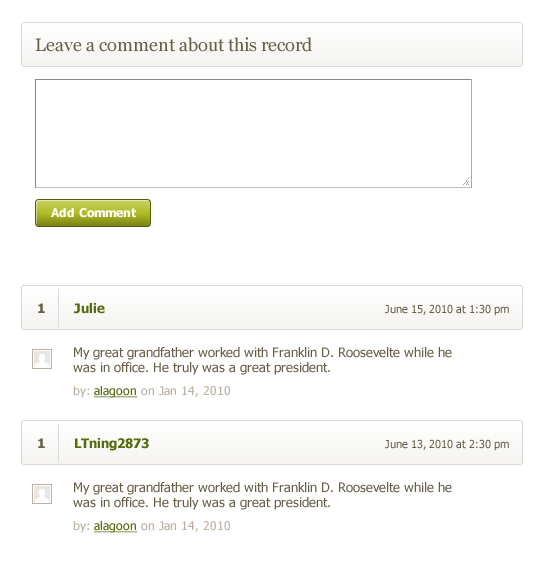 Leave a comment about this record
Add Comment
1 Julie June 15, 2010 at 1:30 pm
My great grandfather worked with Franklin D. Roosevelte while he
was in office. He truly was a great president.
by: alagoon on Jan 14, 2010
1 LTning2873 June 13, 2010 at 2:30 pm
My great grandfather worked with Franklin D. Roosevelte while he
was in office. He truly was a great president.
by: alagoon on Jan 14, 2010